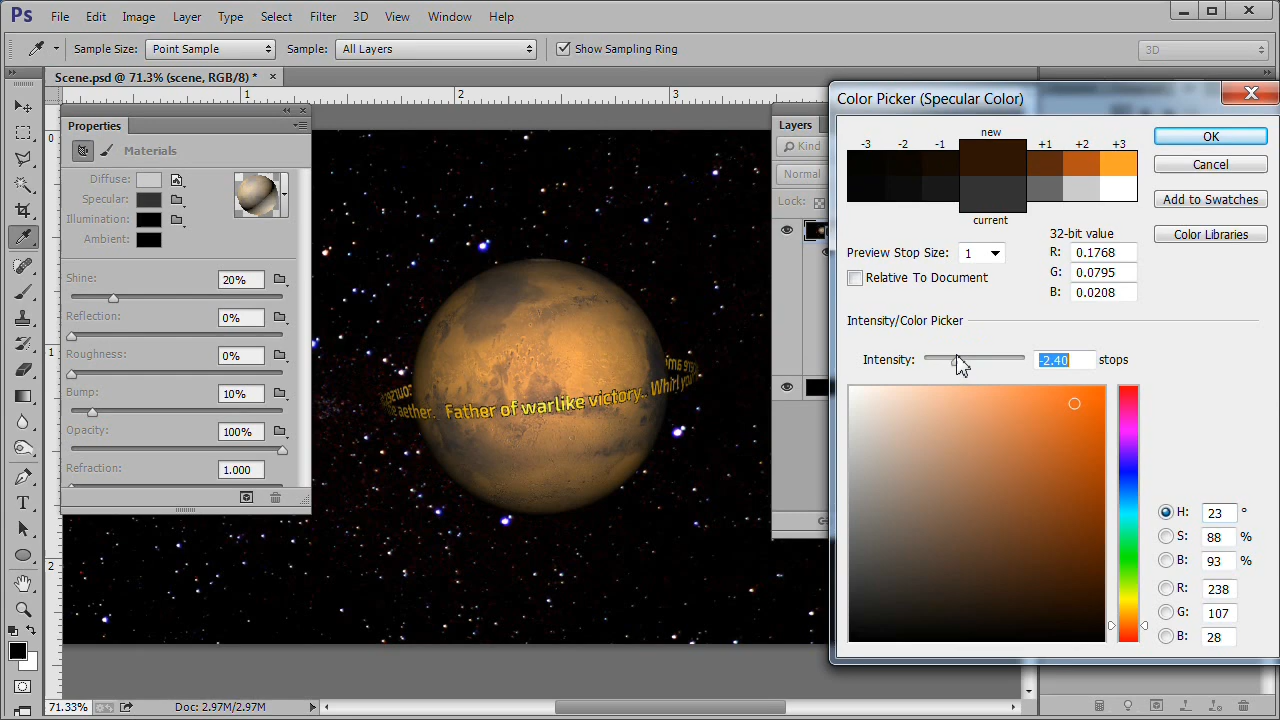 Ps File Edit Image Layer Type Select Filter 3D View Window Help
Sample Size: Point Sample Sample: All Layers Show Sampling Ring 3D
Scene.psd @ 71.3% (scene, RGB/8) * ×
1 2 3
0
1
2
Properties
Materials
Diffuse:
Specular:
Illumination:
Ambient:
Shine: 20%
Reflection: 0%
Roughness: 0%
Bump: 10%
Opacity: 100%
Refraction: 1.000
the aether. Father of warlike victory. Whirl you
Layers
Kind
Normal
Lock:
Color Picker (Specular Color)
new
-3 -2 -1 +1 +2 +3
current
OK
Cancel
Add to Swatches
Color Libraries
Preview Stop Size: 1
Relative To Document
32-bit value
R: 0.1768
G: 0.0795
B: 0.0208
Intensity/Color Picker
Intensity: -2.40 stops
H: 23 °
S: 88 %
B: 93 %
R: 238
G: 107
B: 28
71.33% Doc: 2.97M/2.97M